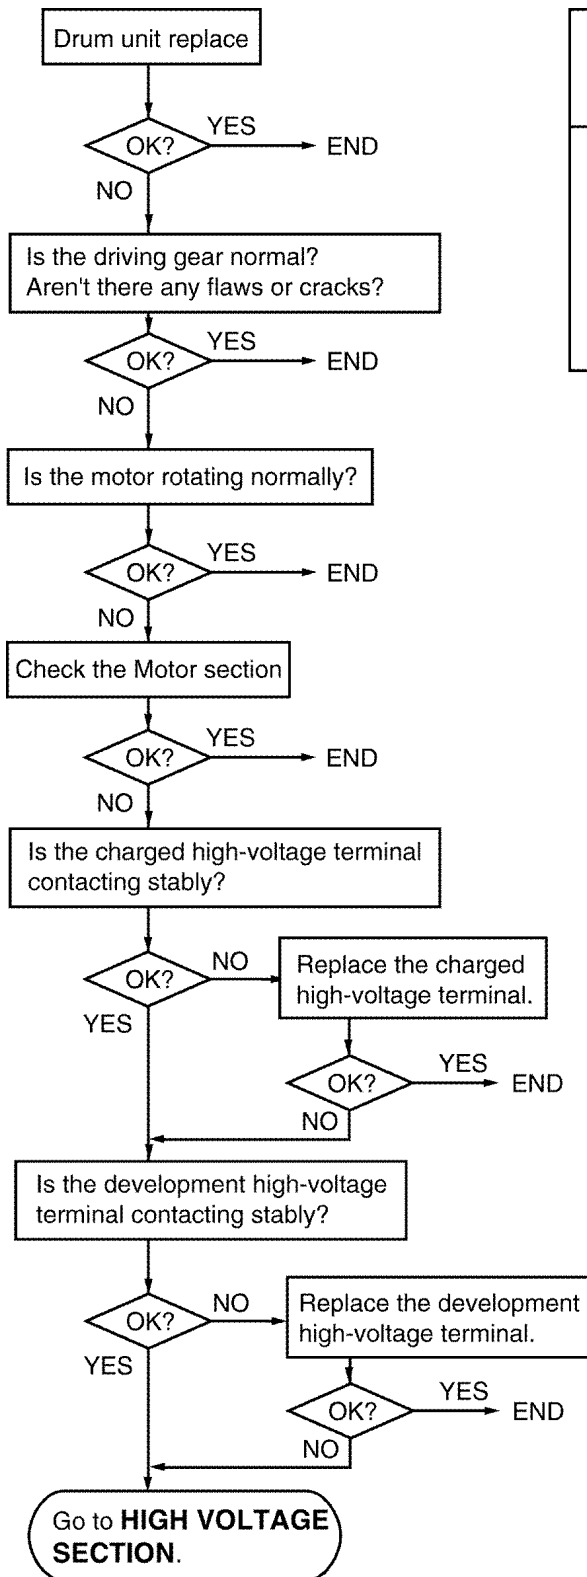 Drum unit replace
OK?
YES
END
NO
Is the driving gear normal?
Aren't there any flaws or cracks?
OK?
YES
END
NO
Is the motor rotating normally?
OK?
YES
END
NO
Check the Motor section
OK?
YES
END
NO
Is the charged high-voltage terminal
contacting stably?
OK?
NO
Replace the charged
high-voltage terminal.
YES
OK?
YES
END
NO
Is the development high-voltage
terminal contacting stably?
OK?
NO
Replace the development
high-voltage terminal.
YES
OK?
YES
END
NO
Go to HIGH VOLTAGE
SECTION.